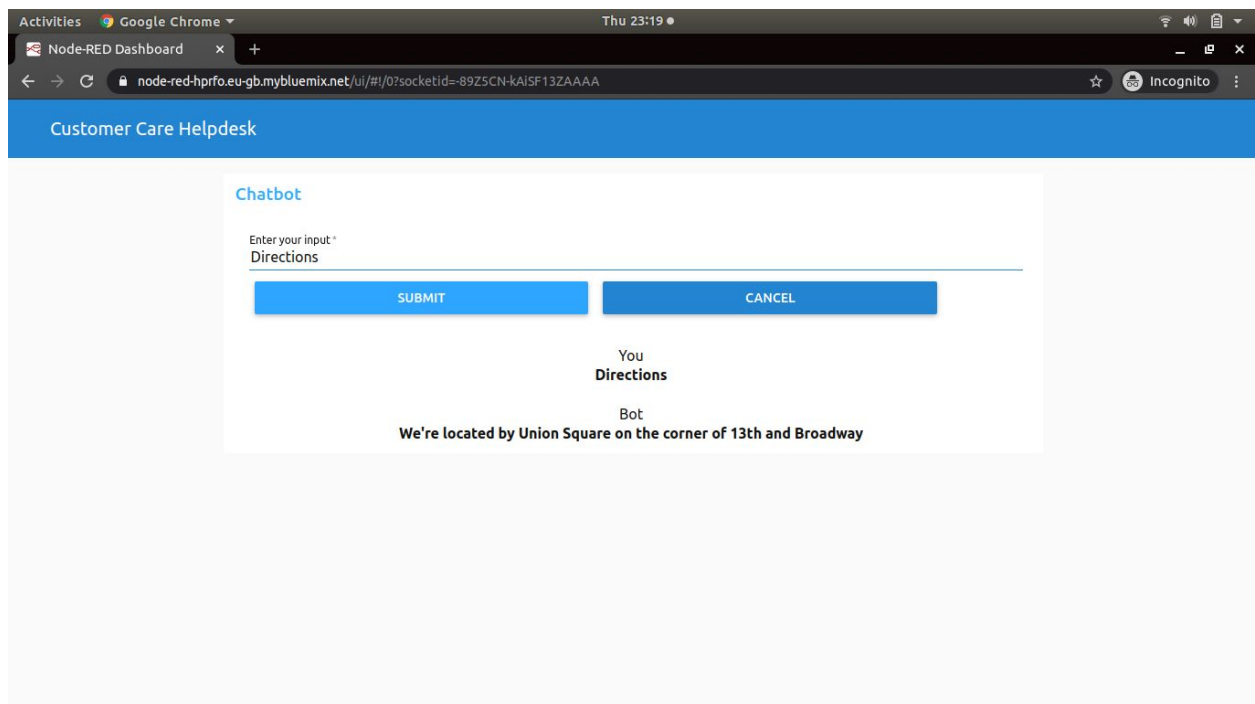 Activities Google Chrome Thu 23:19
Node-RED Dashboard
node-red-hprfo.eu-gb.mybluemix.net/ui/#!/0?socketid=-89Z5CN-kAiSF13ZAAAA Incognito
Customer Care Helpdesk
Chatbot
Enter your input *
Directions
SUBMIT CANCEL
You
Directions
Bot
We're located by Union Square on the corner of 13th and Broadway